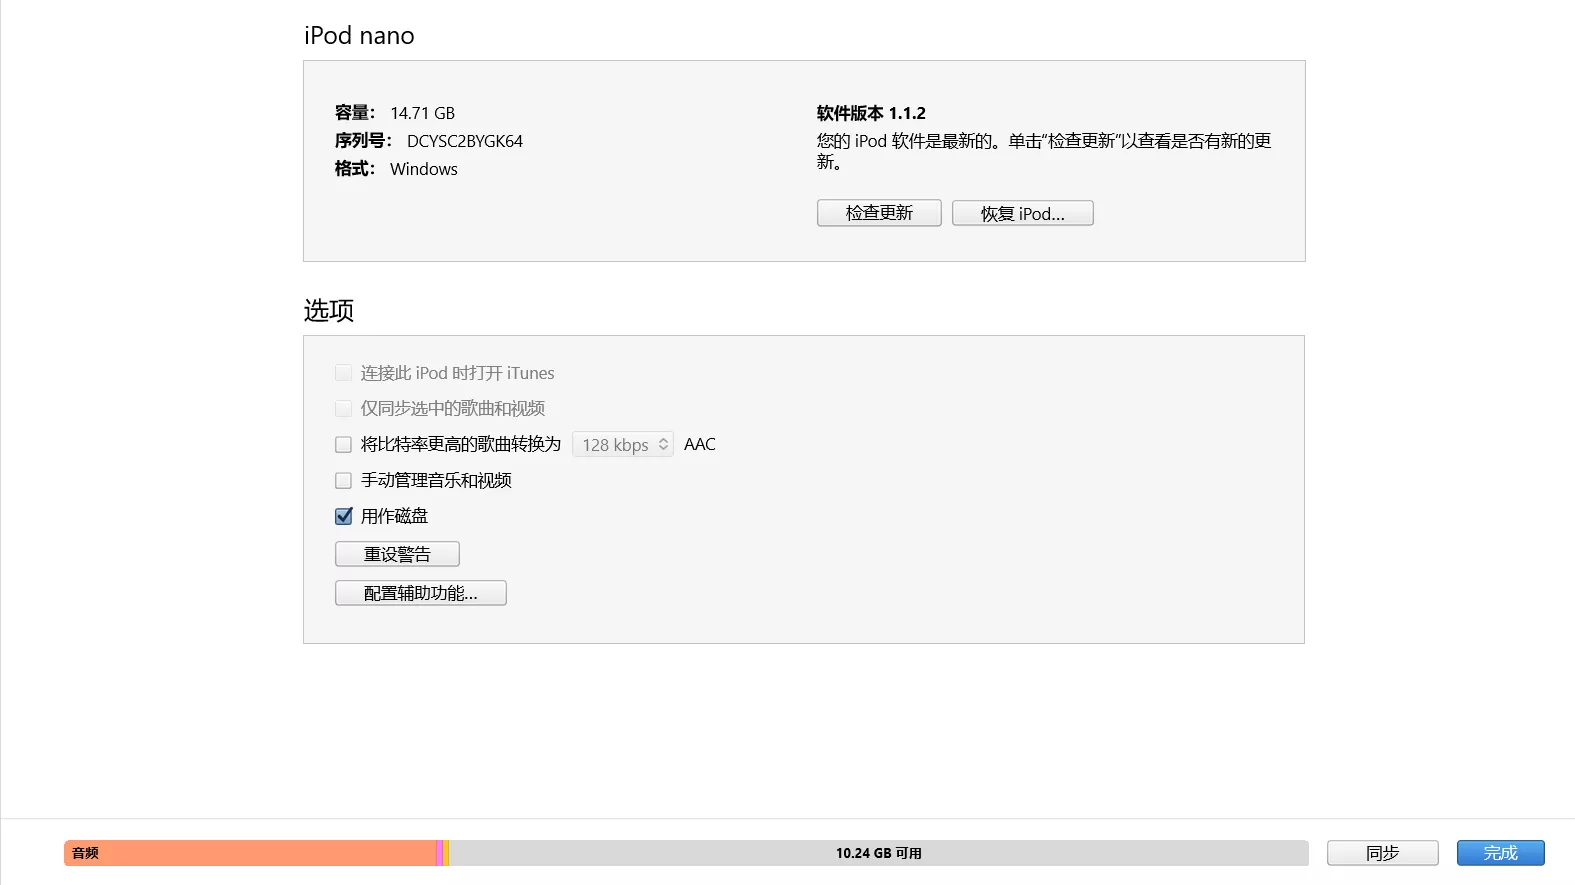 iPod nano
容量： 14.71 GB
序列号： DCYSC2BYGK64
格式： Windows
软件版本 1.1.2
您的 iPod 软件是最新的。单击“检查更新”以查看是否有新的更
新。
检查更新
恢复 iPod...
选项
连接此 iPod 时打开 iTunes
仅同步选中的歌曲和视频
将比特率更高的歌曲转换为 128 kbps AAC
手动管理音乐和视频
用作磁盘
重设警告
配置辅助功能...
音频
10.24 GB 可用
同步
完成